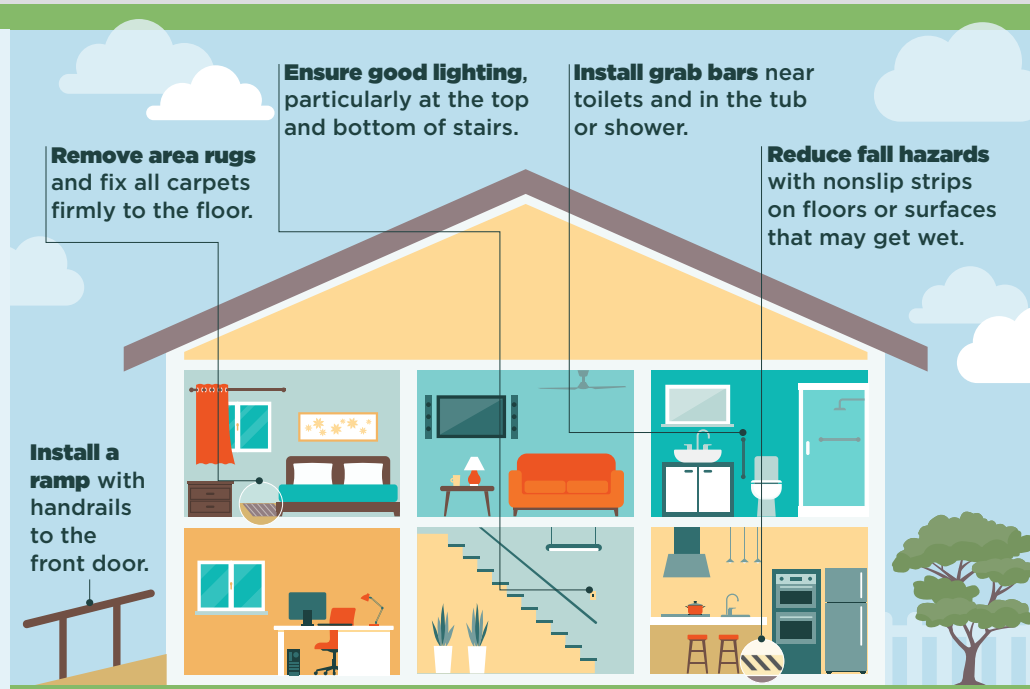 Ensure good lighting,
particularly at the top
and bottom of stairs.
Install grab bars near
toilets and in the tub
or shower.
Remove area rugs
and fix all carpets
firmly to the floor.
Reduce fall hazards
with nonslip strips
on floors or surfaces
that may get wet.
Install a
ramp with
handrails
to the
front door.